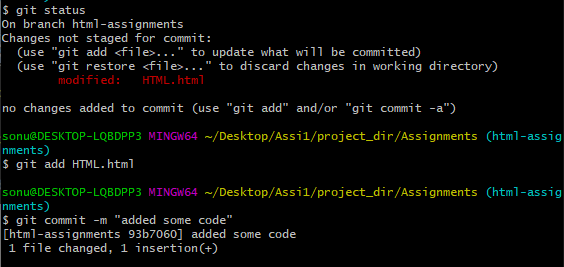 $ git status
On branch html-assignments
Changes not staged for commit:
  (use "git add <file>..." to update what will be committed)
  (use "git restore <file>..." to discard changes in working directory)
        modified:   HTML.html

no changes added to commit (use "git add" and/or "git commit -a")

sonu@DESKTOP-LQBDPP3 MINGW64 ~/Desktop/Assi1/project_dir/Assignments (html-assig
nments)
$ git add HTML.html

sonu@DESKTOP-LQBDPP3 MINGW64 ~/Desktop/Assi1/project_dir/Assignments (html-assig
nments)
$ git commit -m "added some code"
[html-assignments 93b7060] added some code
 1 file changed, 1 insertion(+)